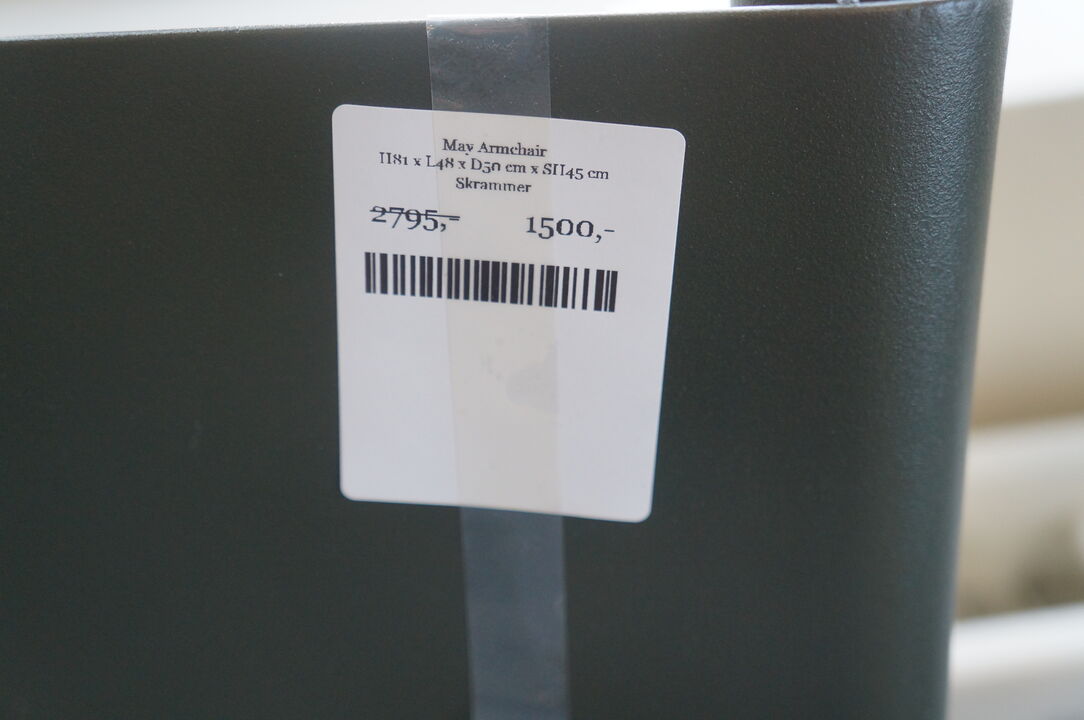 May Armchair
H81 x L48 x D50 cm x SH45 cm
Skrammer
2795,- 1500,-